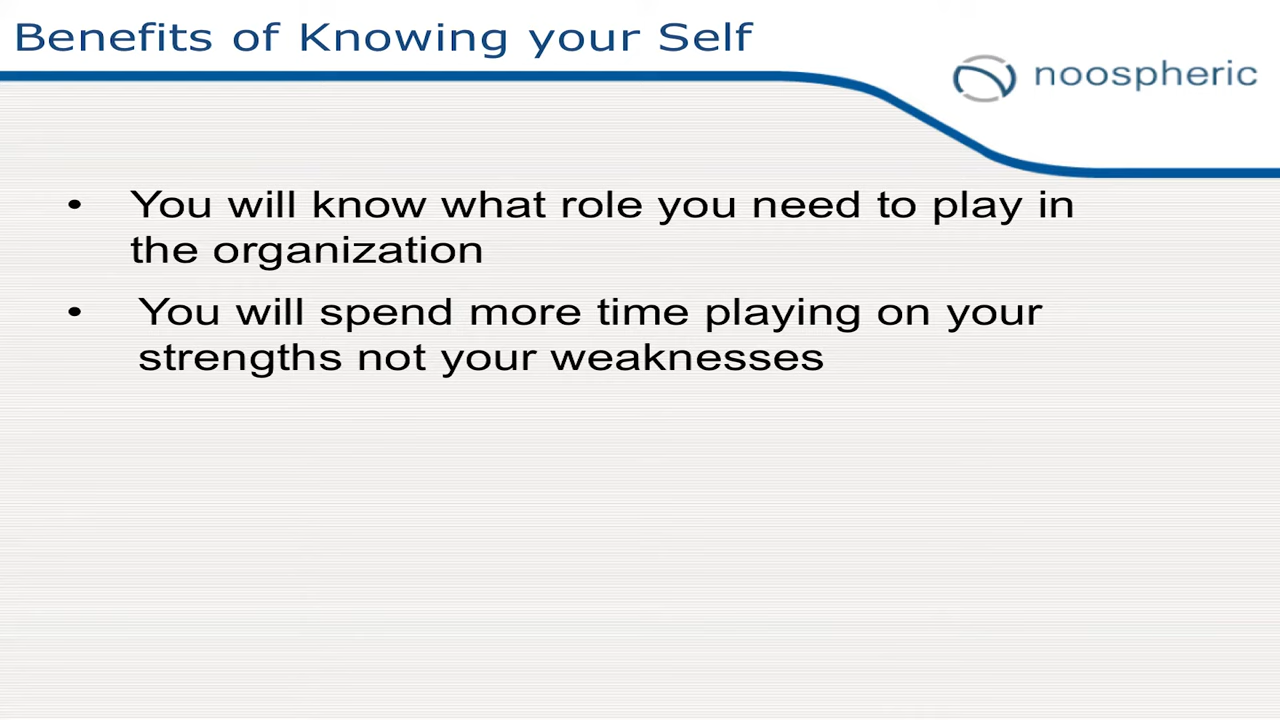 Benefits of Knowing your Self
noospheric
• You will know what role you need to play in
the organization
• You will spend more time playing on your
strengths not your weaknesses